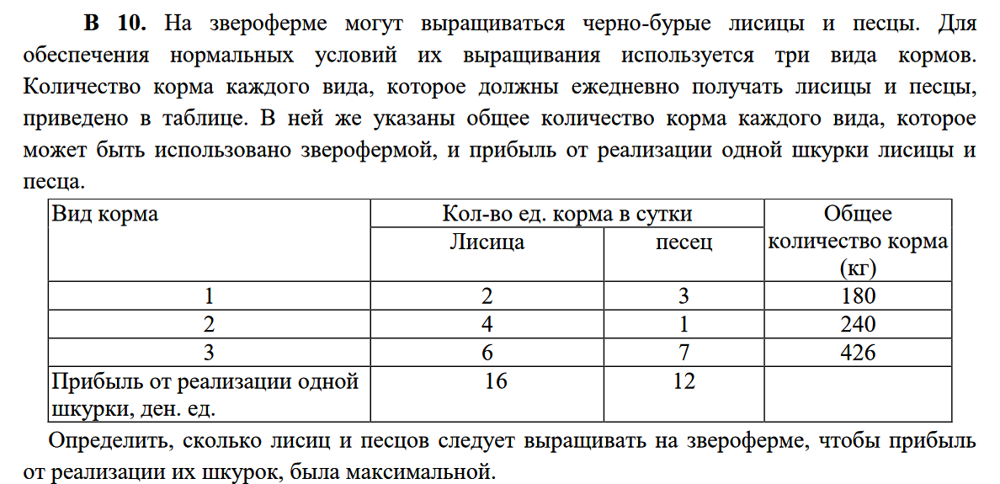 В 10. На звероферме могут выращиваться черно-бурые лисицы и песцы. Для
обеспечения нормальных условий их выращивания используется три вида кормов.
Количество корма каждого вида, которое должны ежедневно получать лисицы и песцы,
приведено в таблице. В ней же указаны общее количество корма каждого вида, которое
может быть использовано зверофермой, и прибыль от реализации одной шкурки лисицы и
песца.
Вид корма Кол-во ед. корма в сутки Общее
Лисица песец количество корма
(кг)
1 2 3 180
2 4 1 240
3 6 7 426
Прибыль от реализации одной 16 12
шкурки, ден. ед.
Определить, сколько лисиц и песцов следует выращивать на звероферме, чтобы прибыль
от реализации их шкурок, была максимальной.